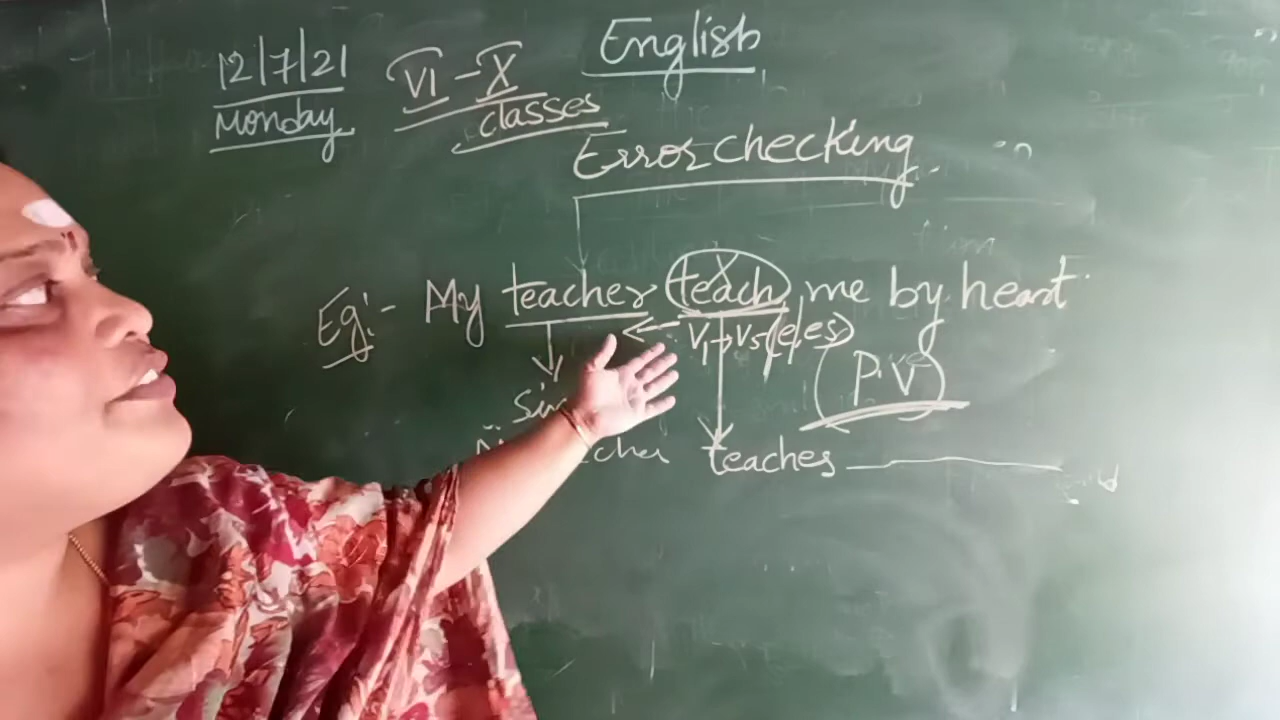 English
12/7/21 VI - X
Monday classes
Error checking
Eg:- My teacher teach me by heart
V1 → V5 (e, es)
(P.V)
teaches